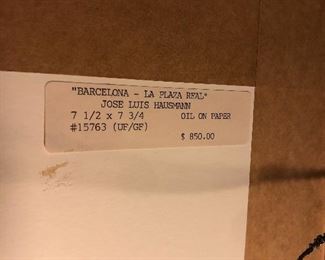 "BARCELONA - LA PLAZA REAL"
JOSE LUIS HAUSMANN
7 1/2 x 7 3/4 OIL ON PAPER
#15763 (UF/GF)
$ 850.00